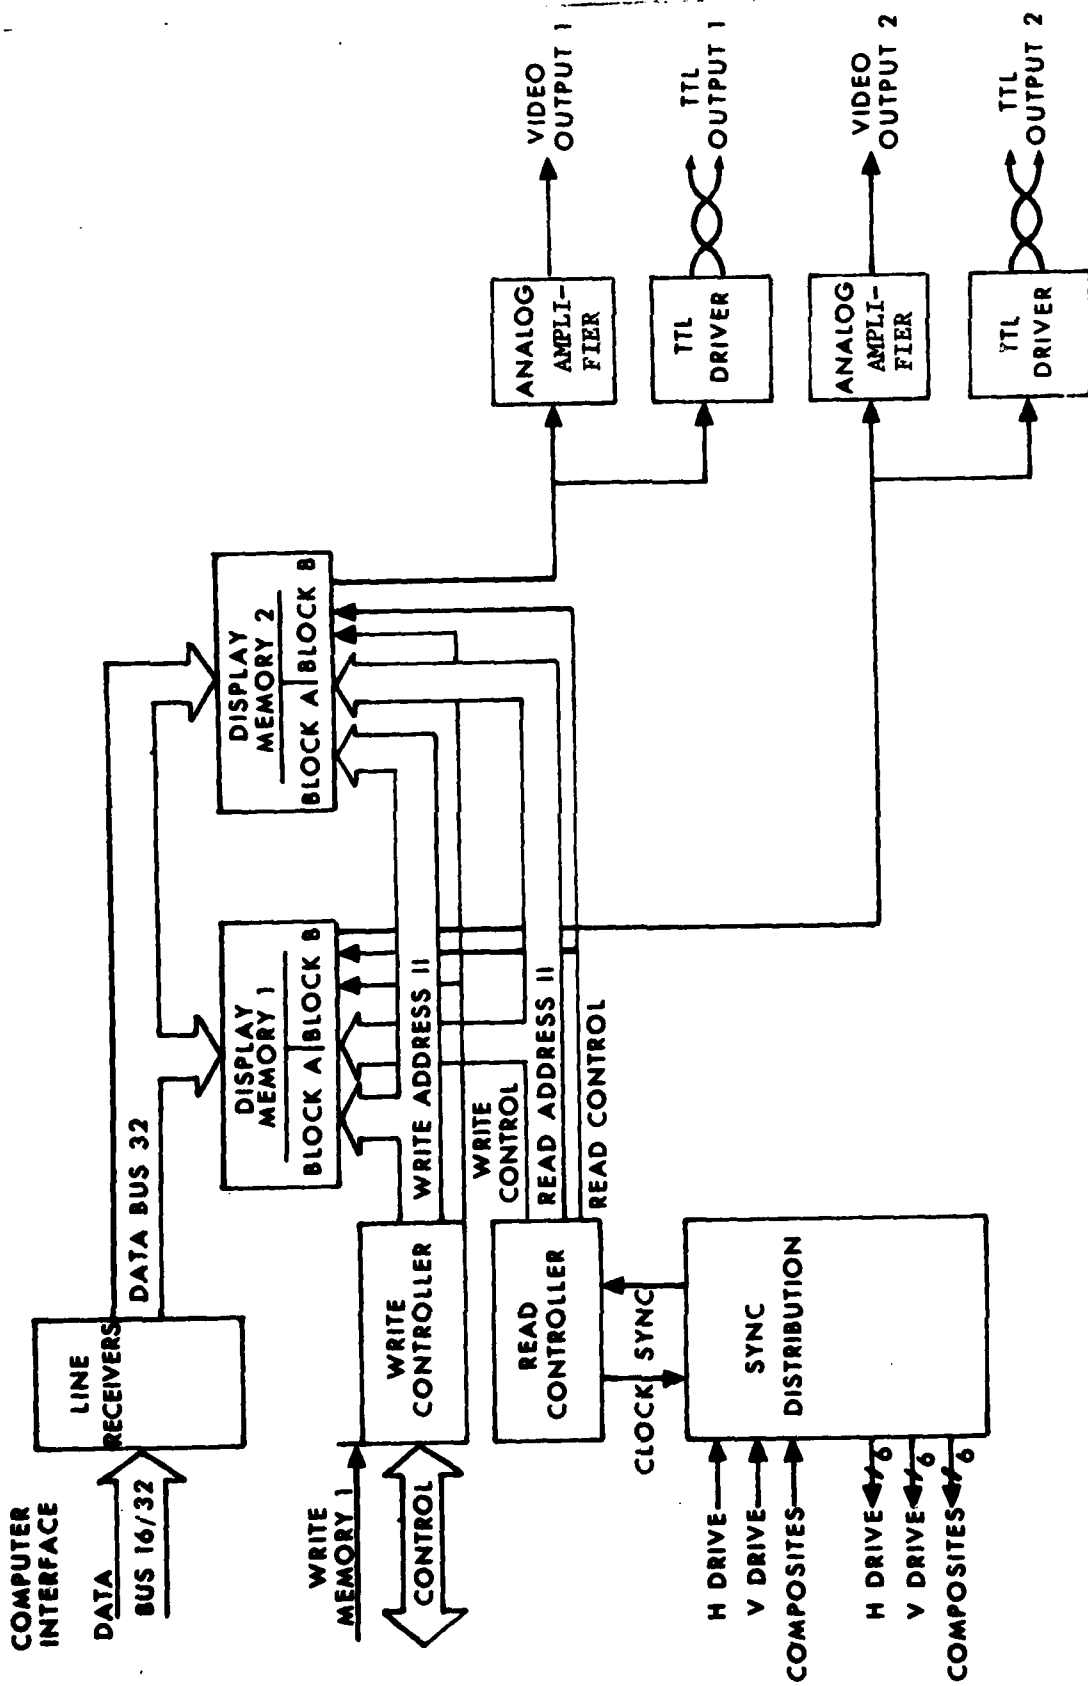 COMPUTER
INTERFACE
DATA
BUS 16/32
LINE
RECEIVERS
DATA BUS 32
DISPLAY
MEMORY 1
BLOCK A BLOCK B
DISPLAY
MEMORY 2
BLOCK A BLOCK B
WRITE
MEMORY 1
CONTROL
WRITE
CONTROLLER
WRITE ADDRESS 11
WRITE
CONTROL
READ
CONTROLLER
READ ADDRESS 11
READ CONTROL
CLOCK SYNC
SYNC
DISTRIBUTION
H DRIVE
V DRIVE
COMPOSITES
H DRIVE 6
V DRIVE 6
COMPOSITES 6
ANALOG
AMPLI-
FIER
VIDEO
OUTPUT 1
TTL
DRIVER
TTL
OUTPUT 1
ANALOG
AMPLI-
FIER
VIDEO
OUTPUT 2
TTL
DRIVER
TTL
OUTPUT 2